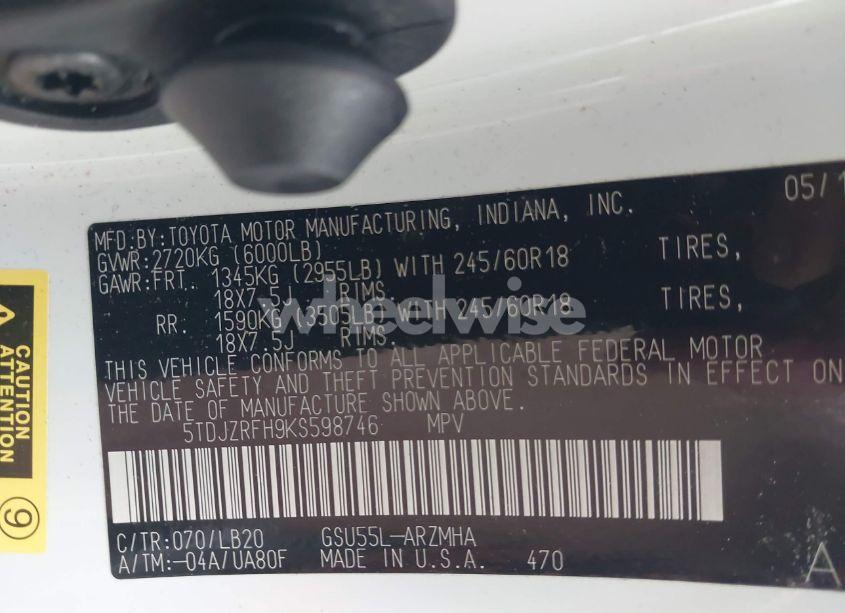 05/1
MFD.BY:TOYOTA MOTOR MANUFACTURING, INDIANA, INC.
GVWR:2720KG (6000LB)
GAWR:FRT. 1345KG (2955LB) WITH 245/60R18 TIRES,
18X7.5J RIMS.
RR. 1590KG (3505LB) WITH 245/60R18 TIRES,
18X7.5J RIMS.
wheelwise
THIS VEHICLE CONFORMS TO ALL APPLICABLE FEDERAL MOTOR
VEHICLE SAFETY AND THEFT PREVENTION STANDARDS IN EFFECT ON
THE DATE OF MANUFACTURE SHOWN ABOVE.
5TDJZRFH9KS598746 MPV
C/TR:070/LB20 GSU55L-ARZMHA
A/TM:-04A/UA80F MADE IN U.S.A. 470
A
CAUTION
ATTENTION
9